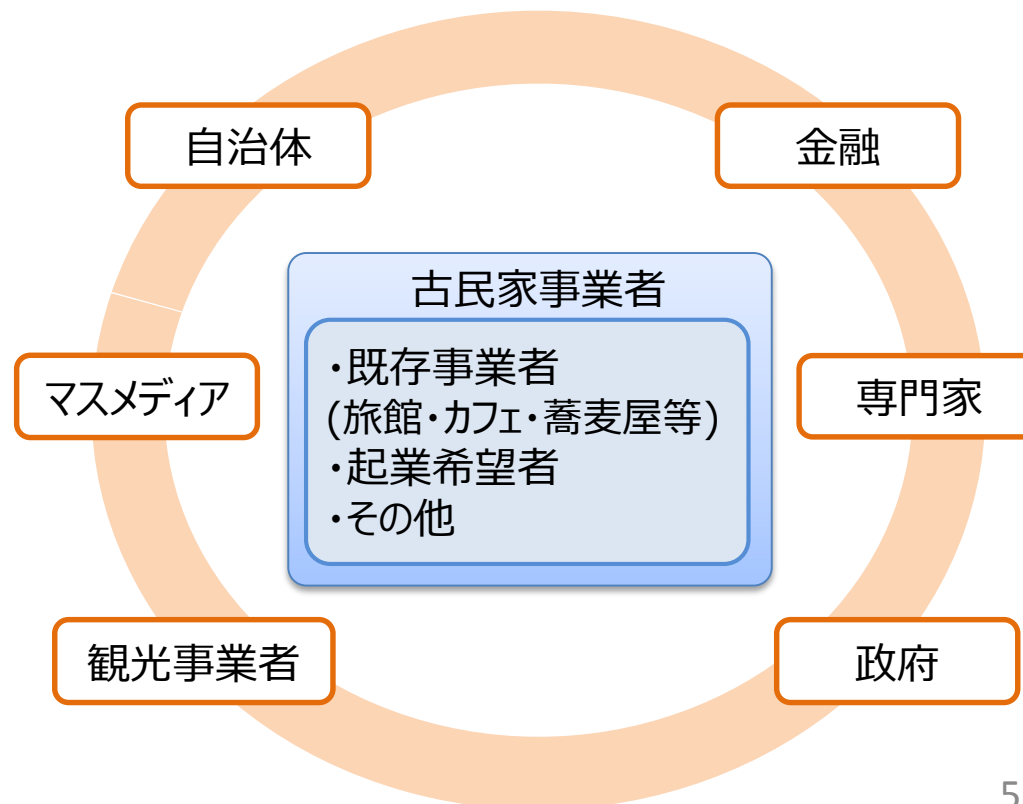 自治体
金融
古民家事業者
・既存事業者
(旅館・カフェ・蕎麦屋等)
・起業希望者
・その他
マスメディア
専門家
観光事業者
政府
5